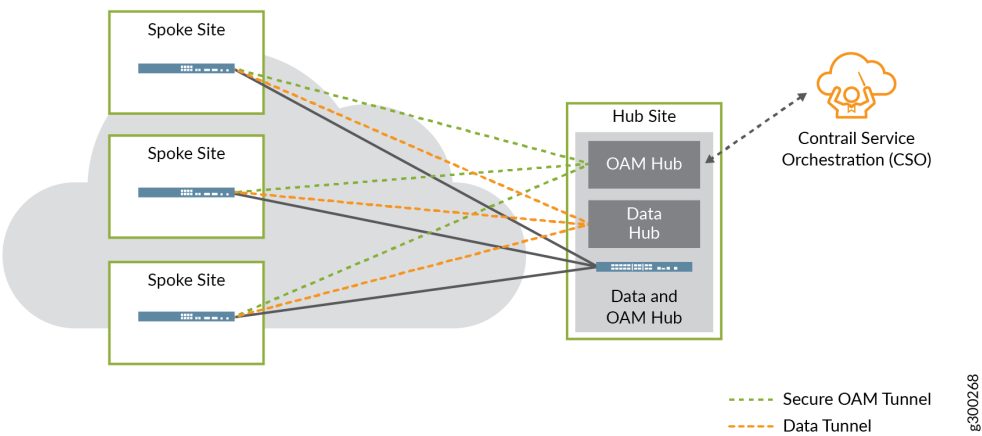 Spoke Site
Spoke Site
Spoke Site
Hub Site
OAM Hub
Data
Hub
Data and
OAM Hub
Contrail Service
Orchestration (CSO)
Secure OAM Tunnel
Data Tunnel
g300268